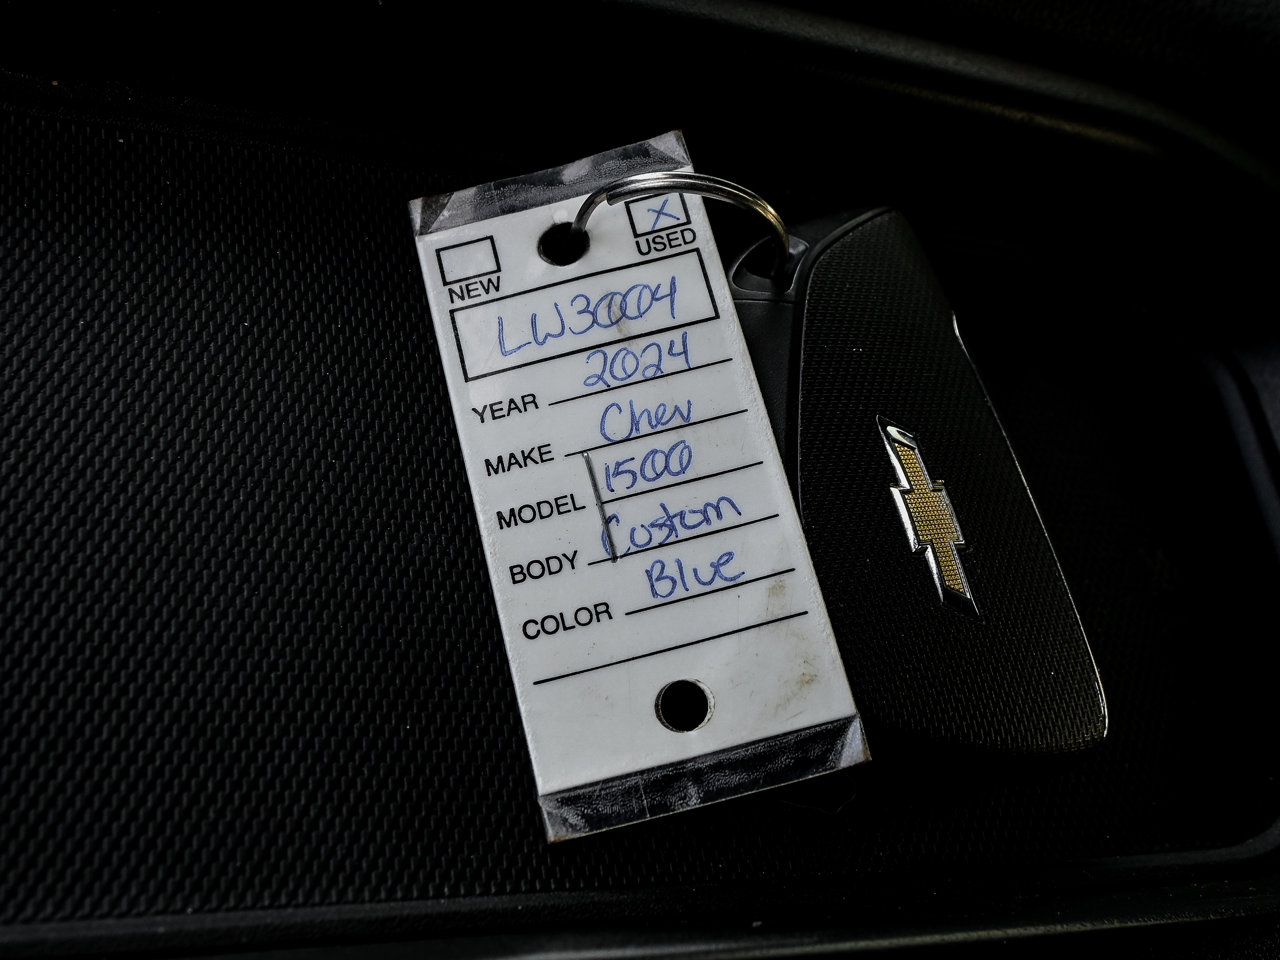 NEW
X
USED
LW3004
YEAR 2024
MAKE Chev
MODEL 1500
BODY Custom
COLOR Blue